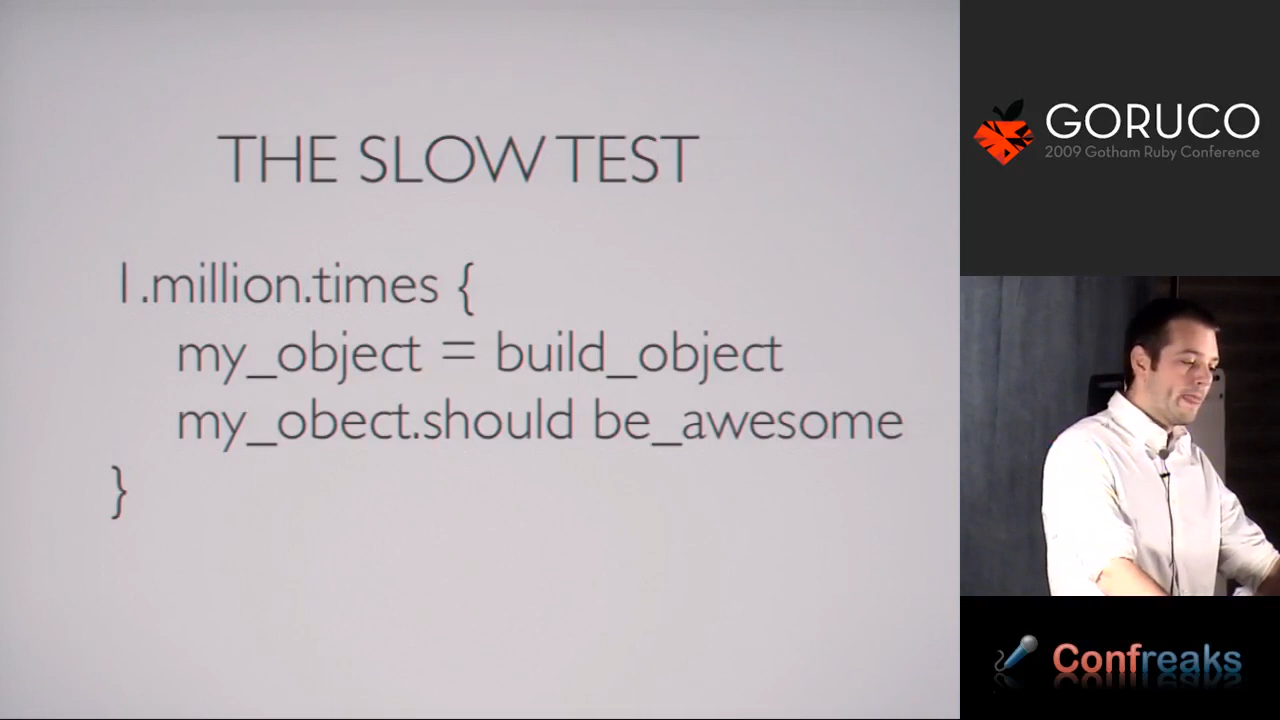 THE SLOW TEST
1.million.times {
my_object = build_object
my_obect.should be_awesome
}
GORUCO
2009 Gotham Ruby Conference
Confreaks